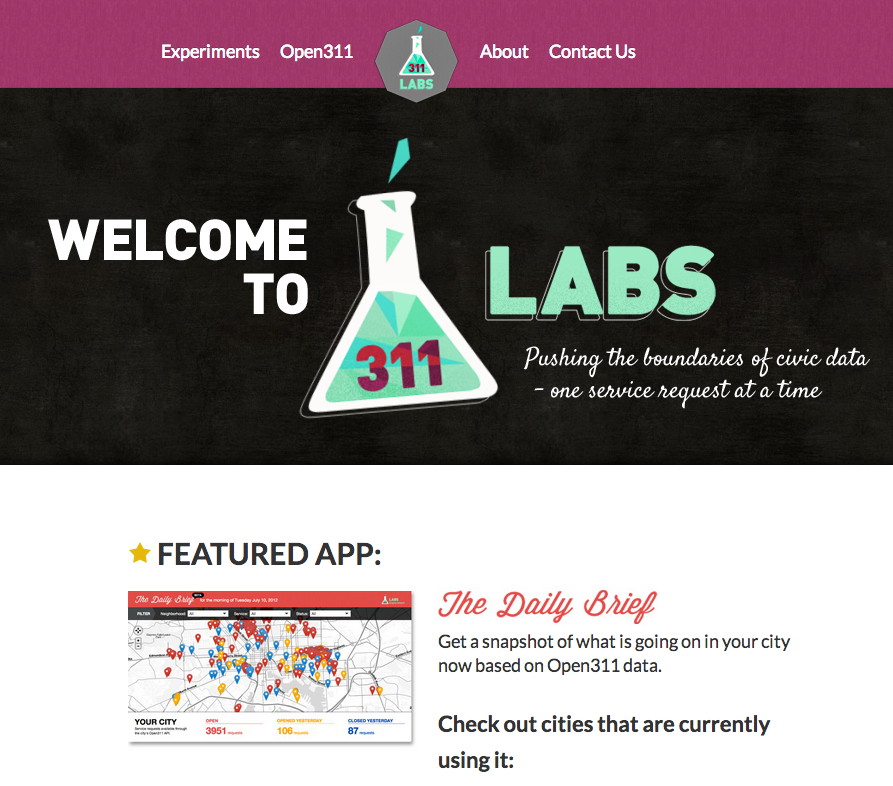 Experiments Open311 311 LABS About Contact Us
WELCOME
TO
311
LABS
Pushing the boundaries of civic data
- one service request at a time
FEATURED APP:
The Daily Brief BETA for the morning of Tuesday July 10, 2012 LABS
FILTER Neighborhood: All Service: All Status: All
YOUR CITY
Service requests available through
the city's Open311 API.
OPEN
3951 requests
OPENED YESTERDAY
106 requests
CLOSED YESTERDAY
87 requests
The Daily Brief
Get a snapshot of what is going on in your city
now based on Open311 data.
Check out cities that are currently
using it: